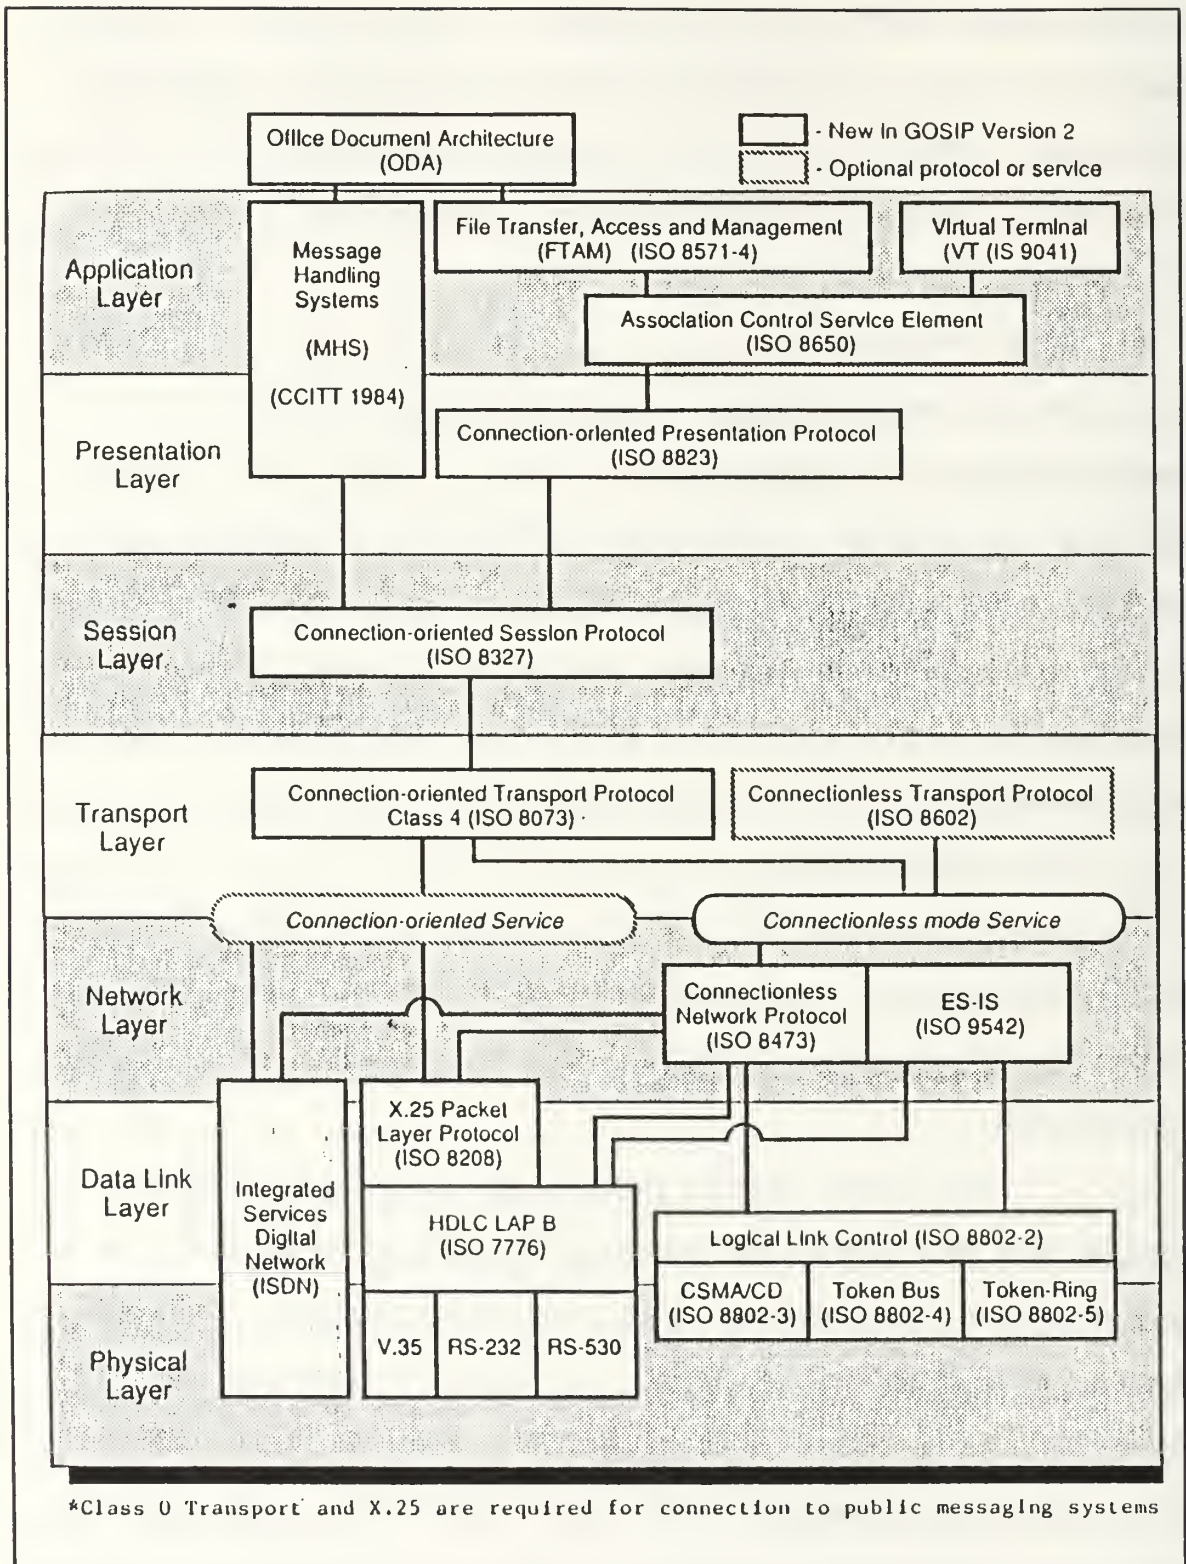 Office Document Architecture
(ODA)
- New in GOSIP Version 2
- Optional protocol or service
Application
Layer
Message
Handling
Systems
(MHS)
(CCITT 1984)
File Transfer, Access and Management
(FTAM) (ISO 8571-4)
Virtual Terminal
(VT (IS 9041)
Association Control Service Element
(ISO 8650)
Presentation
Layer
Connection-oriented Presentation Protocol
(ISO 8823)
Session
Layer
Connection-oriented Session Protocol
(ISO 8327)
Transport
Layer
Connection-oriented Transport Protocol
Class 4 (ISO 8073)
Connectionless Transport Protocol
(ISO 8602)
Connection-oriented Service
Connectionless mode Service
Network
Layer
Connectionless
Network Protocol
(ISO 8473)
ES-IS
(ISO 9542)
Data Link
Layer
Integrated
Services
Digital
Network
(ISDN)
X.25 Packet
Layer Protocol
(ISO 8208)
HDLC LAP B
(ISO 7776)
Logical Link Control (ISO 8802-2)
CSMA/CD
(ISO 8802-3)
Token Bus
(ISO 8802-4)
Token-Ring
(ISO 8802-5)
Physical
Layer
V.35
RS-232
RS-530
*Class 0 Transport and X.25 are required for connection to public messaging systems